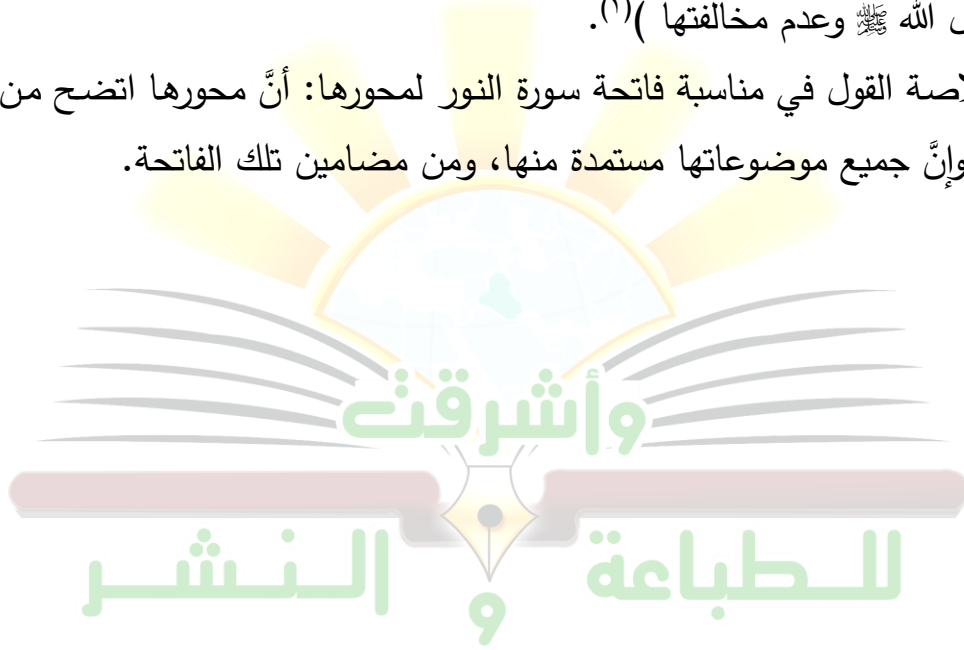 الله ﷺ وعدم مخالفتها )(١).
القول في مناسبة فاتحة سورة النور لمحورها: أنَّ محورها اتضح من
وإنَّ جميع موضوعاتها مستمدة منها، ومن مضامين تلك الفاتحة.
وأشرقت
للطباعة و النشر